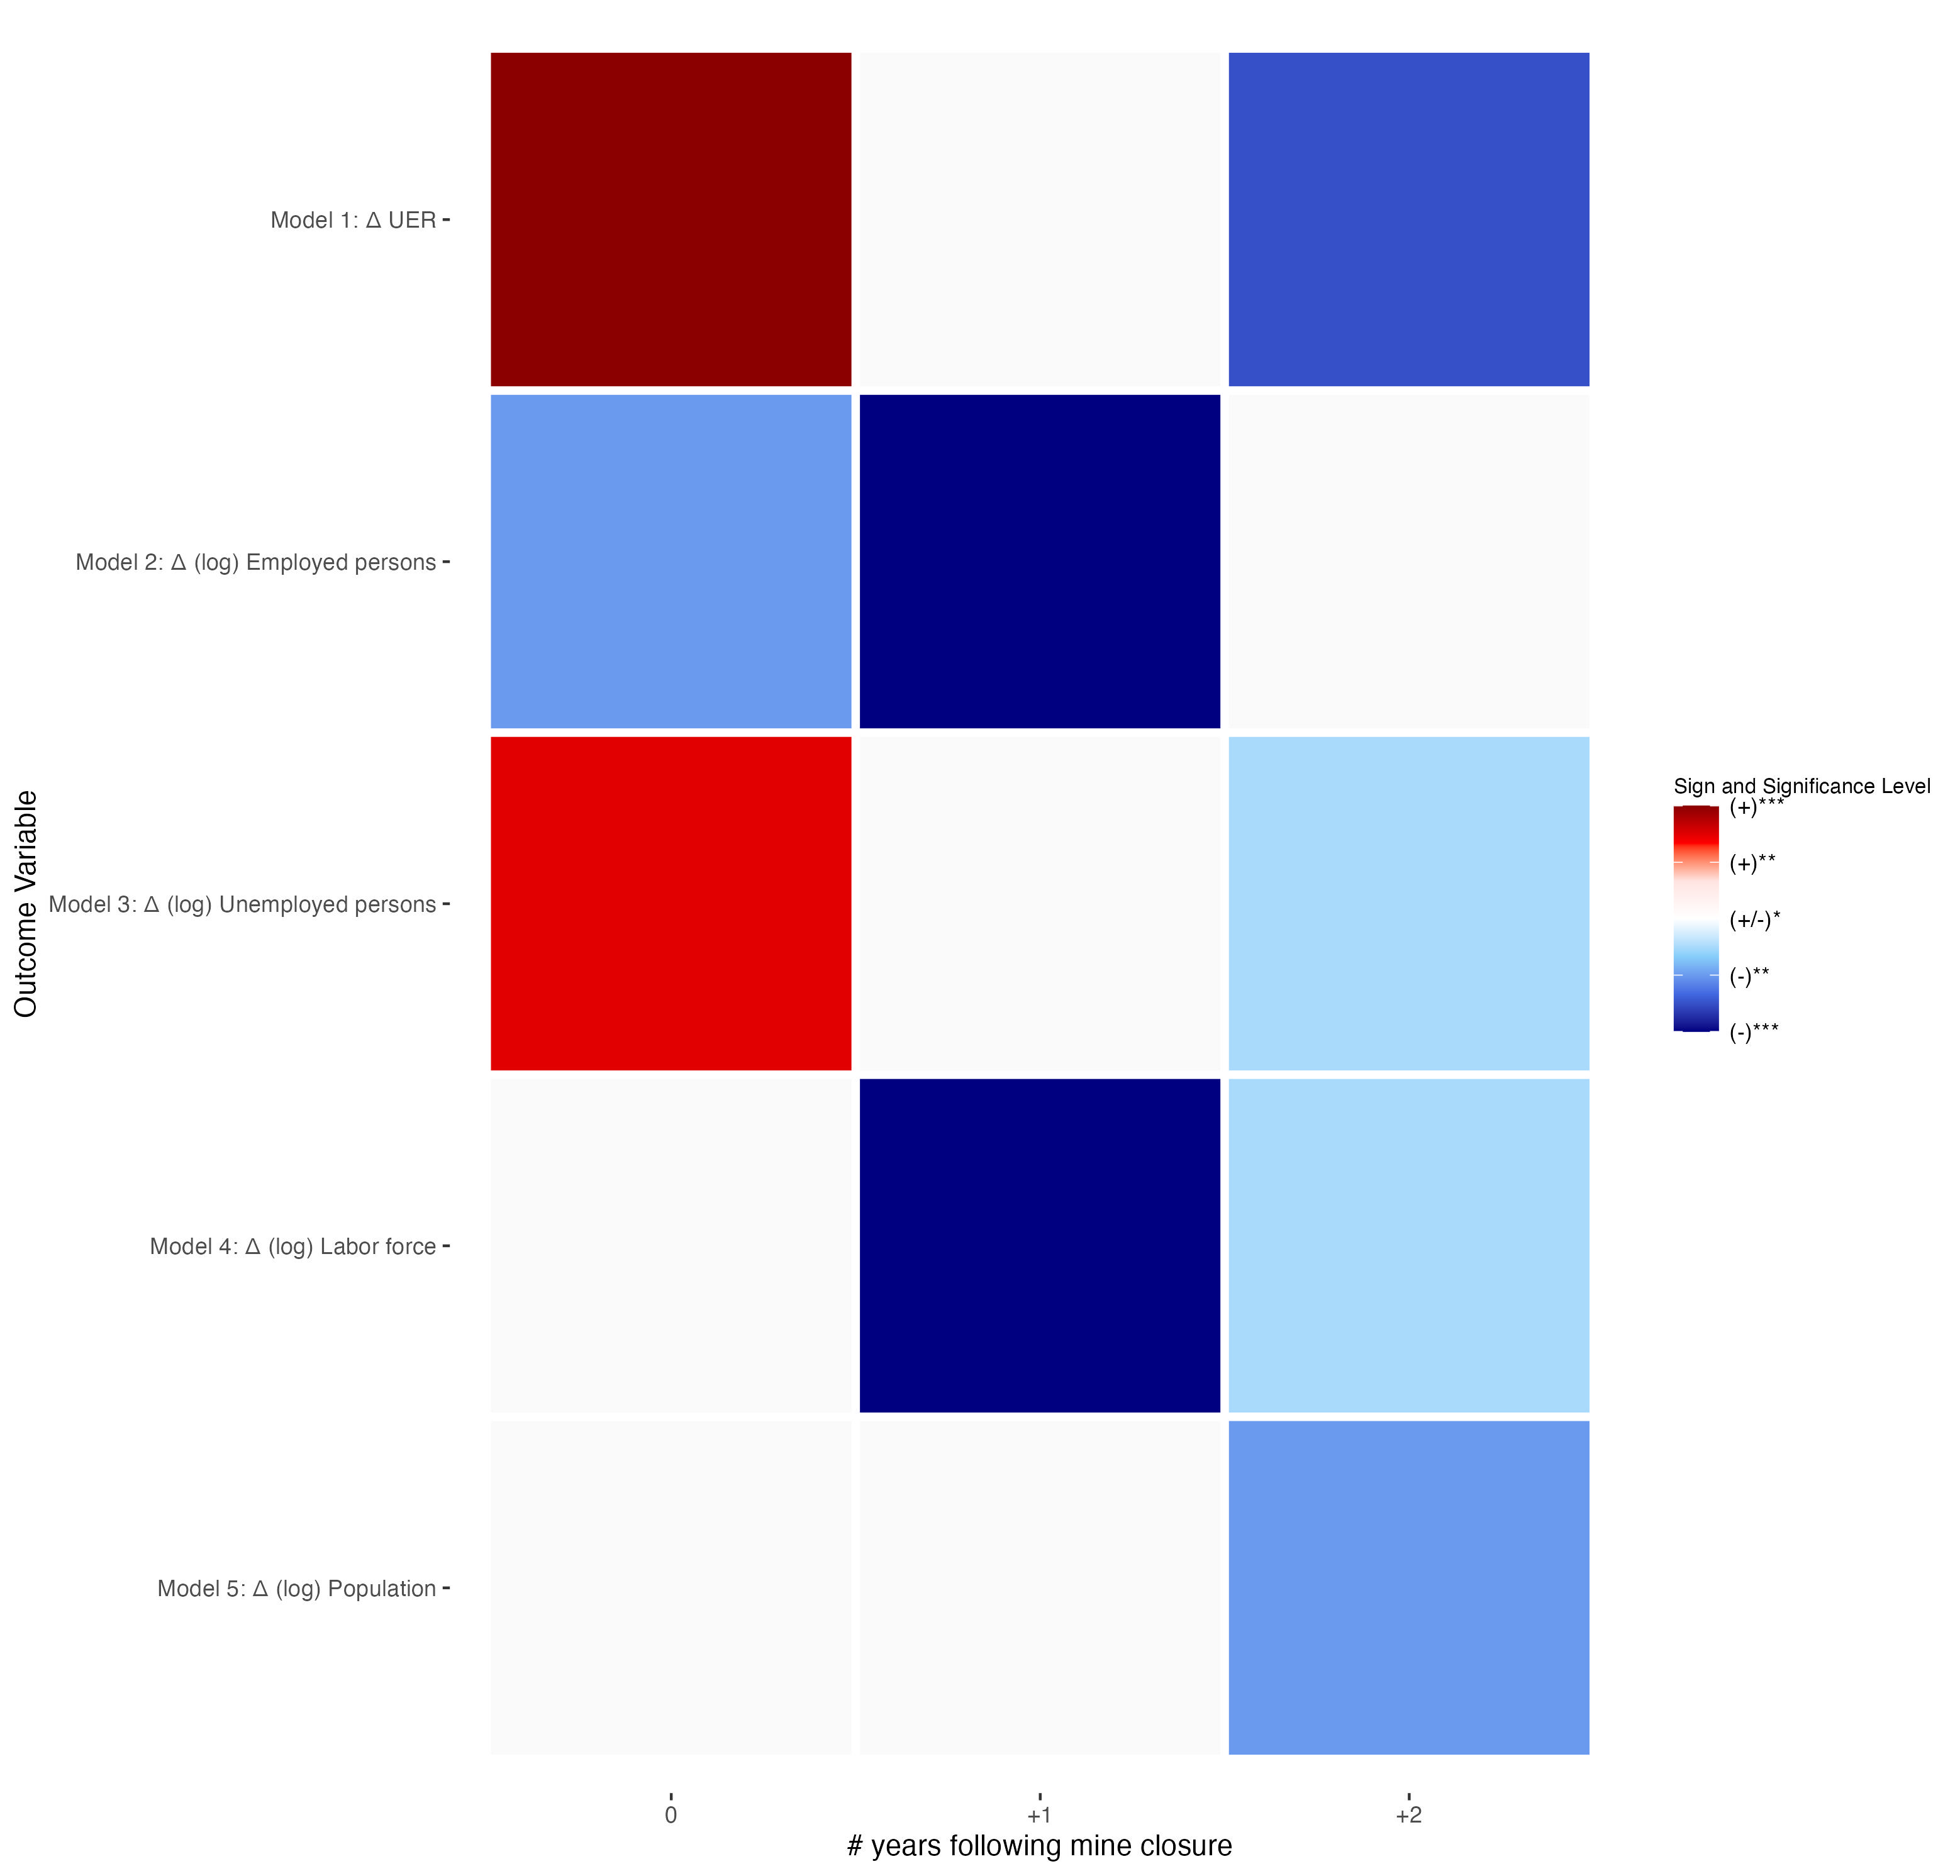 Outcome Variable
Model 1: Δ UER
Model 2: Δ (log) Employed persons
Model 3: Δ (log) Unemployed persons
Model 4: Δ (log) Labor force
Model 5: Δ (log) Population
0
+1
+2
# years following mine closure
Sign and Significance Level
(+)***
(+)**
(+/-)*
(-)**
(-)***